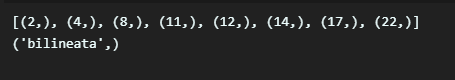 [(2,), (4,), (8,), (11,), (12,), (14,), (17,), (22,)]
('bilineata',)